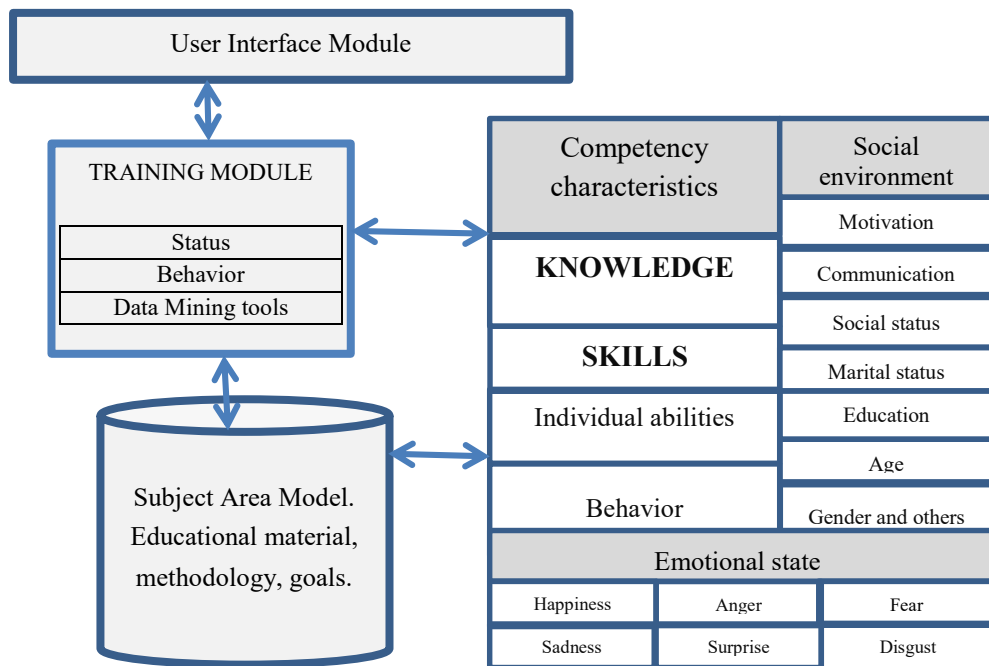 User Interface Module
TRAINING MODULE
Status
Behavior
Data Mining tools
Subject Area Model.
Educational material,
methodology, goals.
Competency
characteristics
KNOWLEDGE
SKILLS
Individual abilities
Behavior
Social
environment
Motivation
Communication
Social status
Marital status
Education
Age
Gender and others
Emotional state
Happiness
Anger
Fear
Sadness
Surprise
Disgust